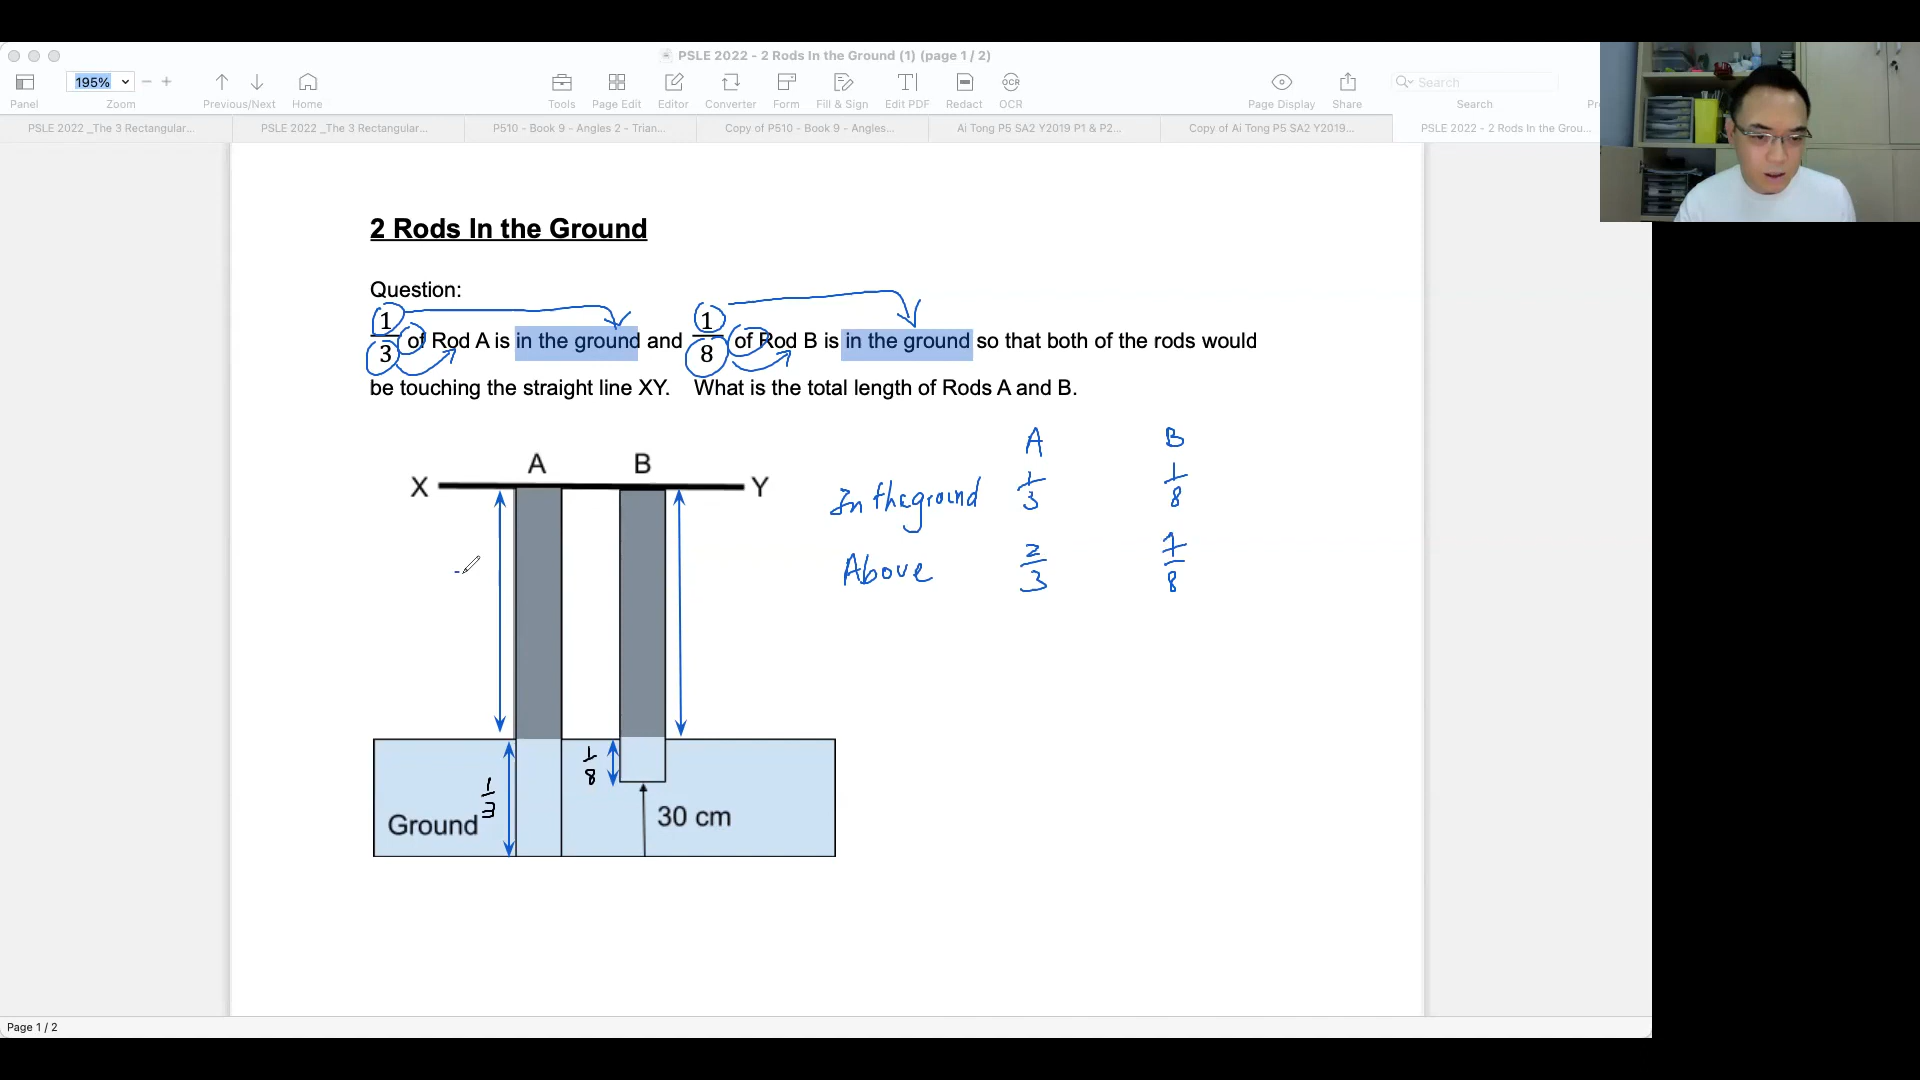 PSLE 2022 - 2 Rods In the Ground (1) (page 1 / 2)
195%
Search
Panel
Zoom
Previous/Next
Home
Tools
Page Edit
Editor
Converter
Form
Fill & Sign
Edit PDF
Redact
OCR
Page Display
Share
Search
PSLE 2022 _The 3 Rectangular...
PSLE 2022 _The 3 Rectangular...
P510 - Book 9 - Angles 2 - Trian...
Copy of P510 - Book 9 - Angles...
Ai Tong P5 SA2 Y2019 P1 & P2...
Copy of Ai Tong P5 SA2 Y2019...
PSLE 2022 - 2 Rods In the Grou...
2 Rods In the Ground
Question:
1/3 of Rod A is in the ground and 1/8 of Rod B is in the ground so that both of the rods would
be touching the straight line XY. What is the total length of Rods A and B.
A B
X Y
A B
In the ground 1/3 1/8
Above 2/3 7/8
1/8
1/3
Ground
30 cm
Page 1 / 2